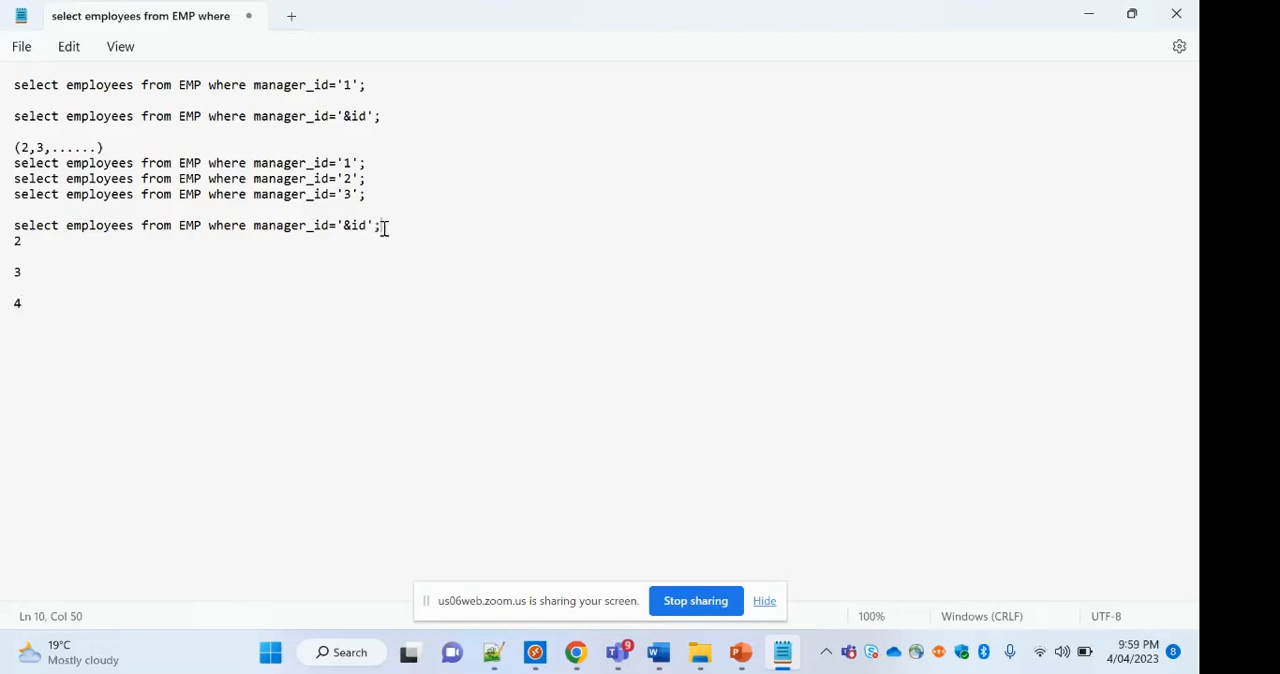 select employees from EMP where
File Edit View
select employees from EMP where manager_id='1';
select employees from EMP where manager_id='&id';
(2,3,......)
select employees from EMP where manager_id='1';
select employees from EMP where manager_id='2';
select employees from EMP where manager_id='3';
select employees from EMP where manager_id='&id';
2
3
4
us06web.zoom.us is sharing your screen. Stop sharing Hide
Ln 10, Col 50 100% Windows (CRLF) UTF-8
19°C
Mostly cloudy
Search
9
9:59 PM
4/04/2023
8